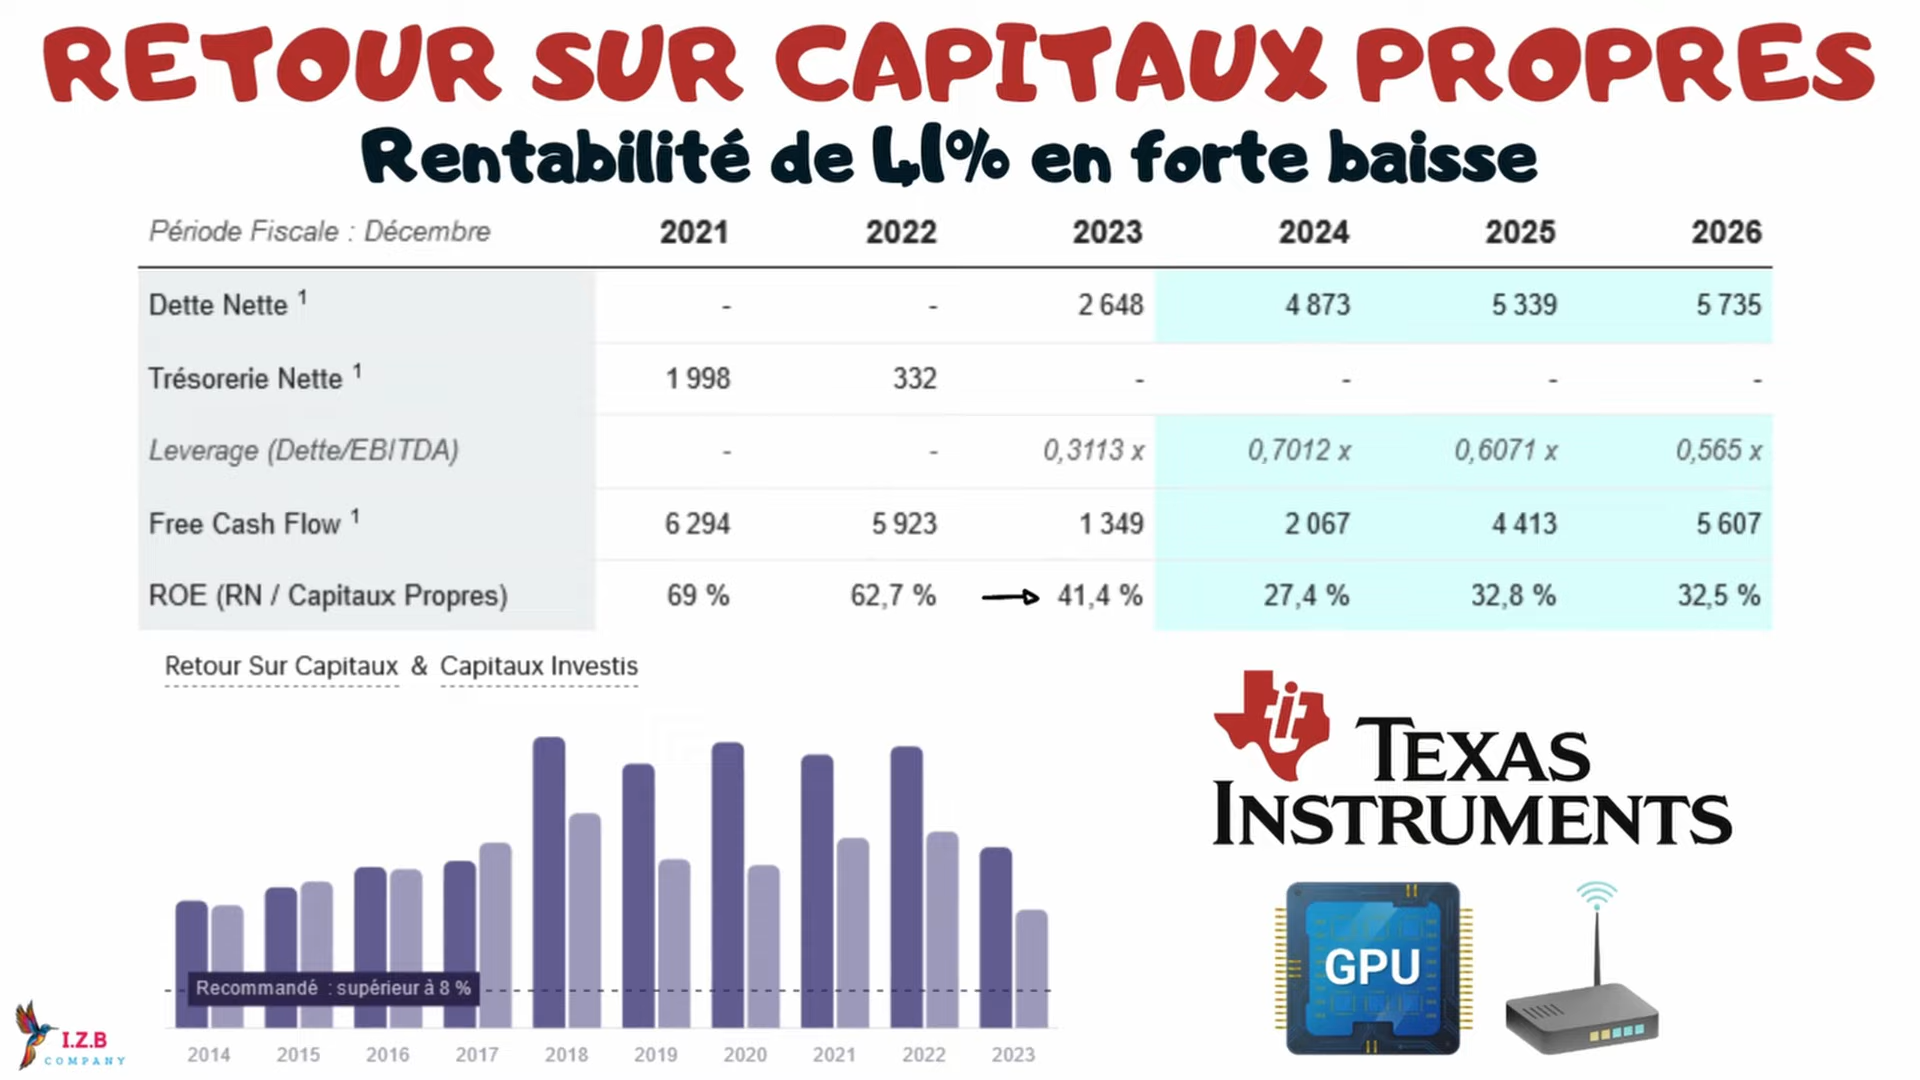 RETOUR SUR CAPITAUX PROPRES
Rentabilité de 41% en forte baisse
Période Fiscale : Décembre 2021 2022 2023 2024 2025 2026
Dette Nette ¹ - - 2 648 4 873 5 339 5 735
Trésorerie Nette ¹ 1 998 332 - - - -
Leverage (Dette/EBITDA) - - 0,3113 x 0,7012 x 0,6071 x 0,565 x
Free Cash Flow ¹ 6 294 5 923 1 349 2 067 4 413 5 607
ROE (RN / Capitaux Propres) 69 % 62,7 % → 41,4 % 27,4 % 32,8 % 32,5 %
Retour Sur Capitaux & Capitaux Investis
Recommandé : supérieur à 8 %
2014 2015 2016 2017 2018 2019 2020 2021 2022 2023
TEXAS
INSTRUMENTS
GPU
I.Z.B
COMPANY